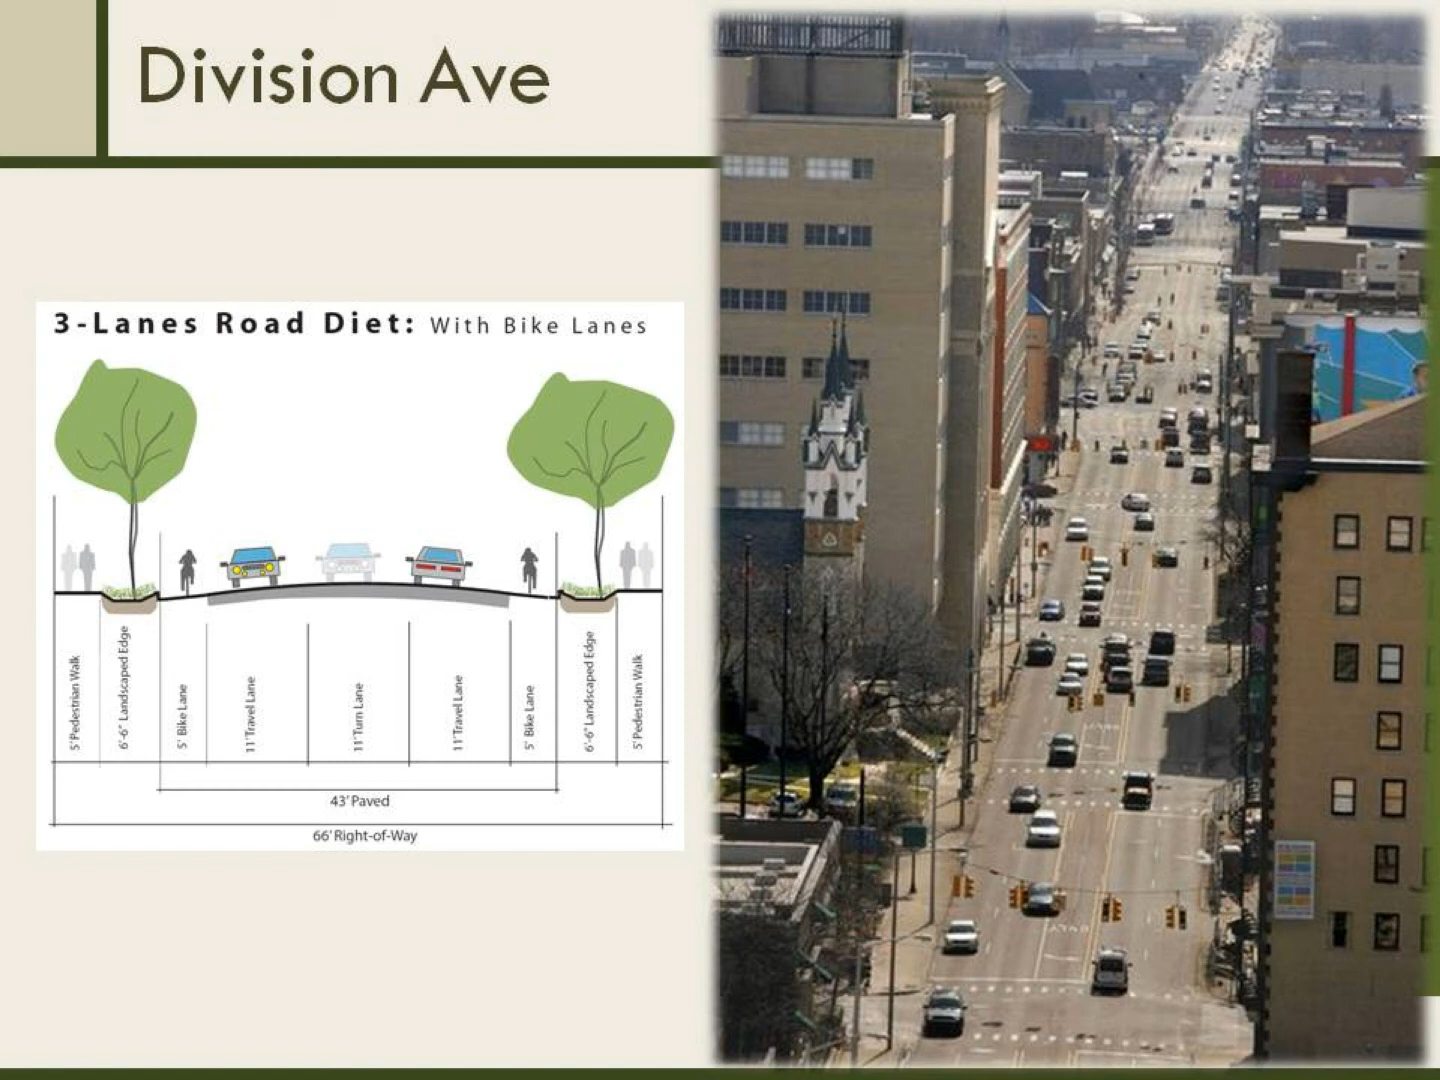 Division Ave
3-Lanes Road Diet: With Bike Lanes
5' Pedestrian Walk
6'-6" Landscaped Edge
5' Bike Lane
11' Travel Lane
11' Turn Lane
11' Travel Lane
5' Bike Lane
6'-6" Landscaped Edge
5' Pedestrian Walk
43' Paved
66' Right-of-Way